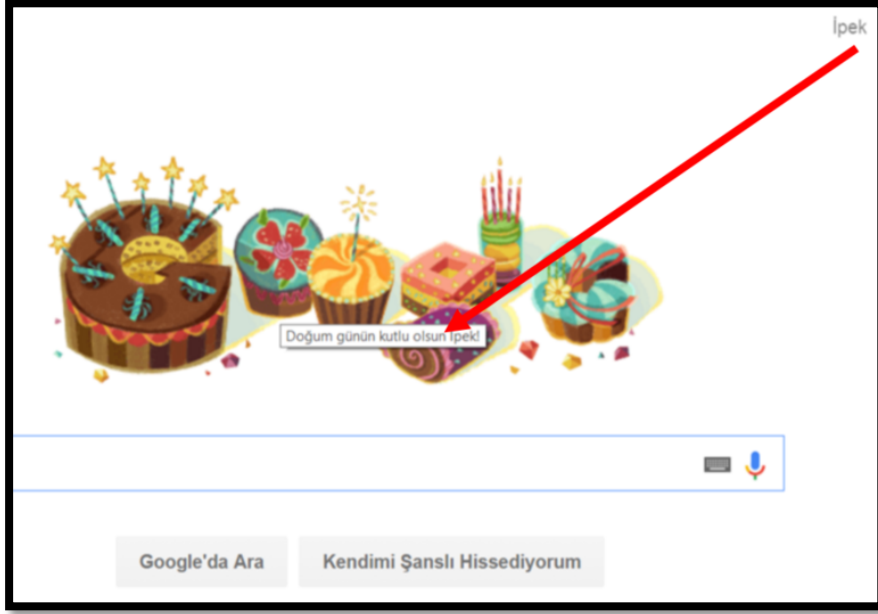 İpek
Doğum günün kutlu olsun İpek!
Google'da Ara
Kendimi Şanslı Hissediyorum